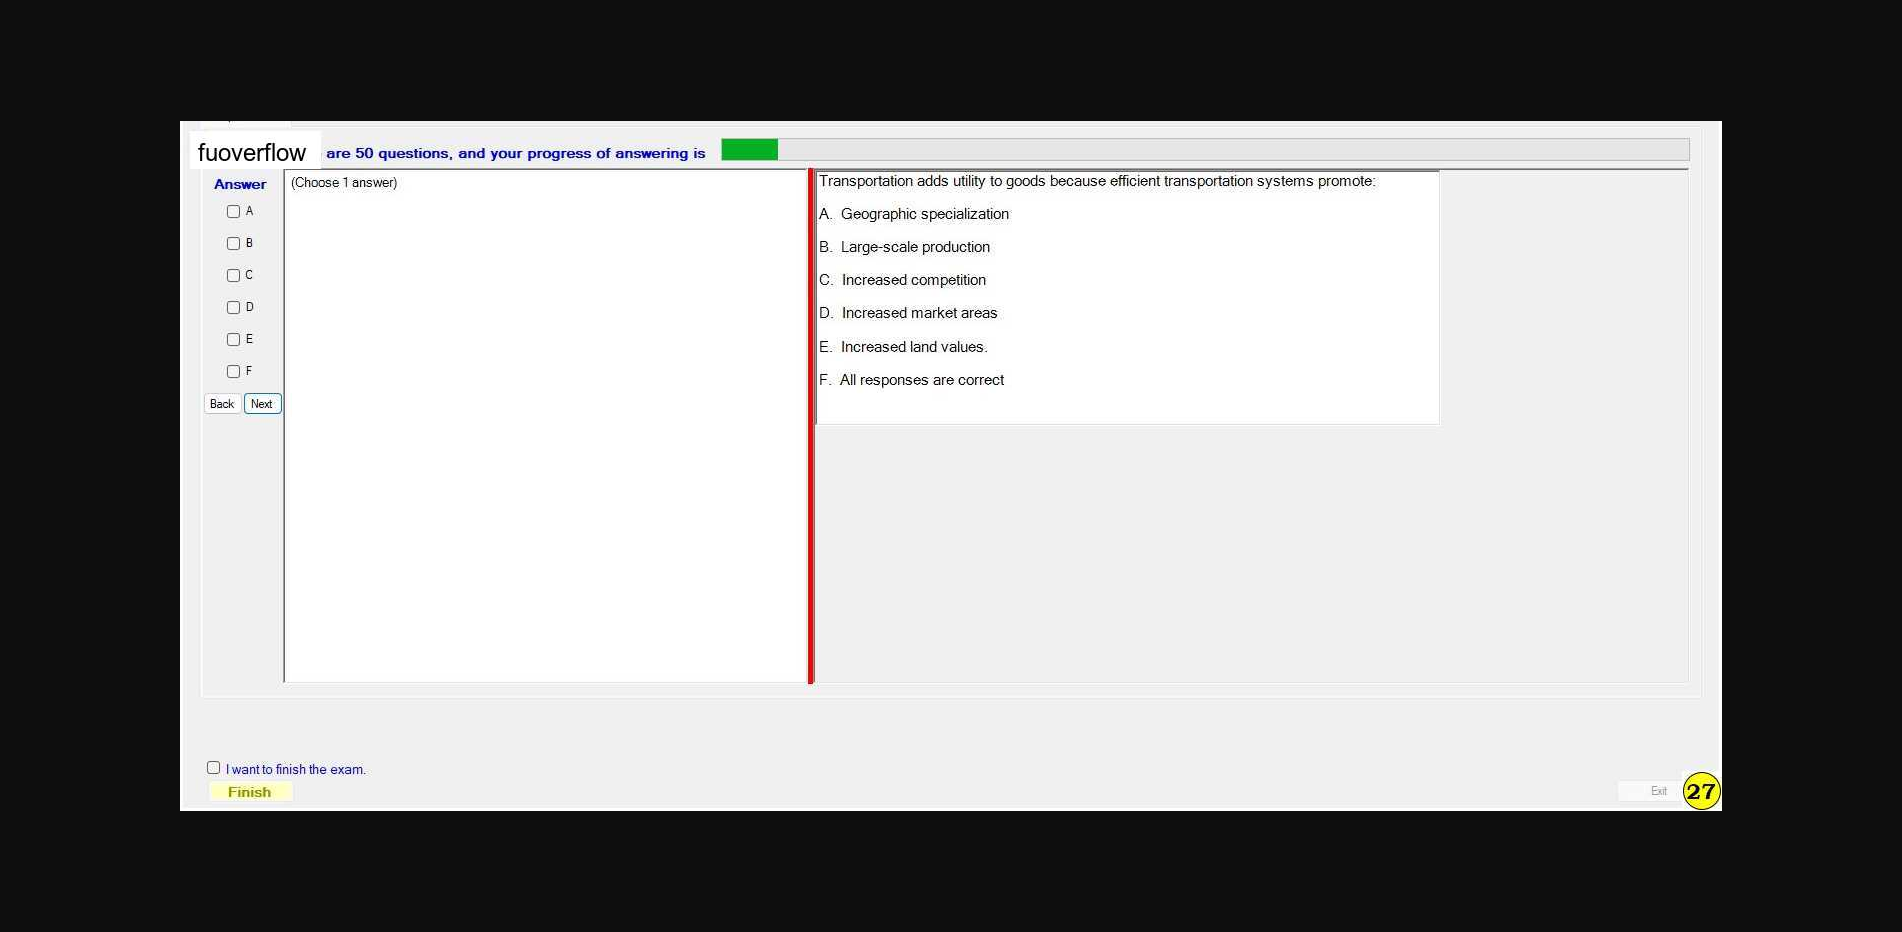 fuoverflow are 50 questions, and your progress of answering is
Answer
A
B
C
D
E
F
Back Next
(Choose 1 answer)
Transportation adds utility to goods because efficient transportation systems promote:
A. Geographic specialization
B. Large-scale production
C. Increased competition
D. Increased market areas
E. Increased land values.
F. All responses are correct
I want to finish the exam.
Finish
Exit
27